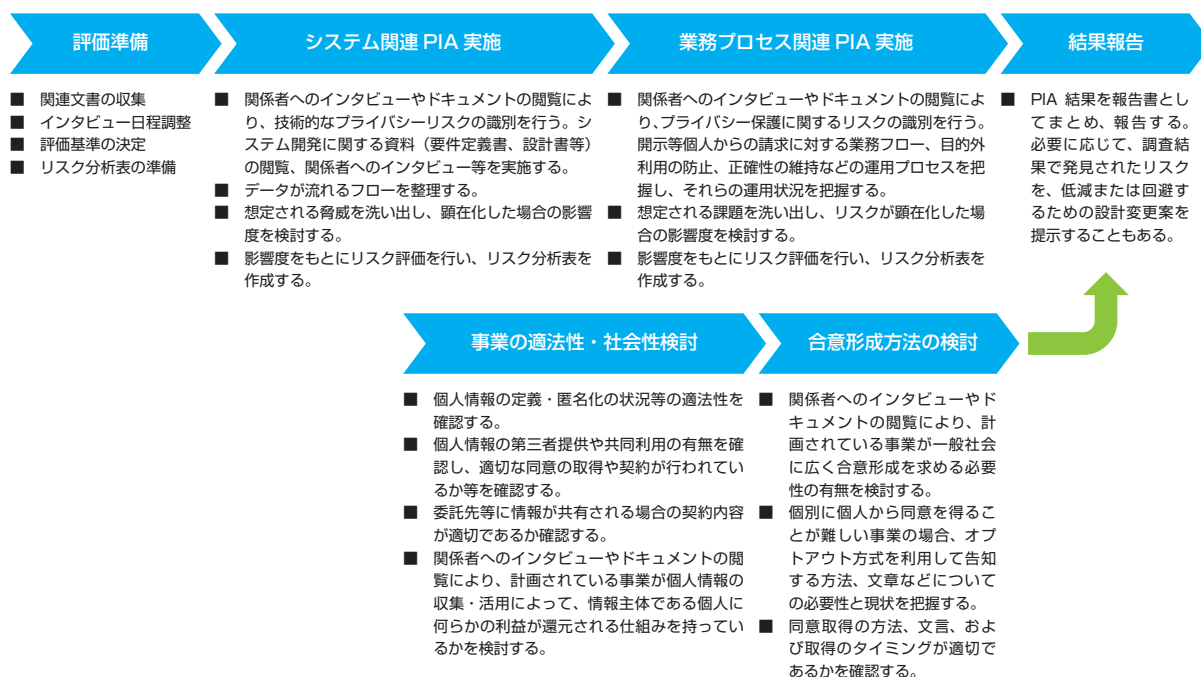 評価準備
■ 関連文書の収集
■ インタビュー日程調整
■ 評価基準の決定
■ リスク分析表の準備
システム関連 PIA 実施
■ 関係者へのインタビューやドキュメントの閲覧によ
り、技術的なプライバシーリスクの識別を行う。シ
ステム開発に関する資料（要件定義書、設計書等）
の閲覧、関係者へのインタビュー等を実施する。
■ データが流れるフローを整理する。
■ 想定される脅威を洗い出し、顕在化した場合の影響
度を検討する。
■ 影響度をもとにリスク評価を行い、リスク分析表を
作成する。
業務プロセス関連 PIA 実施
■ 関係者へのインタビューやドキュメントの閲覧によ
り、プライバシー保護に関するリスクの識別を行う。
開示等個人からの請求に対する業務フロー、目的外
利用の防止、正確性の維持などの運用プロセスを把
握し、それらの運用状況を把握する。
■ 想定される課題を洗い出し、リスクが顕在化した場
合の影響度を検討する。
■ 影響度をもとにリスク評価を行い、リスク分析表を
作成する。
結果報告
■ PIA 結果を報告書とし
てまとめ、報告する。
必要に応じて、調査結
果で発見されたリスク
を、低減または回避す
るための設計変更案を
提示することもある。
事業の適法性・社会性検討
■ 個人情報の定義・匿名化の状況等の適法性を
確認する。
■ 個人情報の第三者提供や共同利用の有無を確
認し、適切な同意の取得や契約が行われてい
るか等を確認する。
■ 委託先等に情報が共有される場合の契約内容
が適切であるか確認する。
■ 関係者へのインタビューやドキュメントの閲
覧により、計画されている事業が個人情報の
収集・活用によって、情報主体である個人に
何らかの利益が還元される仕組みを持ってい
るかを検討する。
合意形成方法の検討
■ 関係者へのインタビューやド
キュメントの閲覧により、計
画されている事業が一般社会
に広く合意形成を求める必要
性の有無を検討する。
■ 個別に個人から同意を得るこ
とが難しい事業の場合、オプ
トアウト方式を利用して告知
する方法、文章などについて
の必要性と現状を把握する。
■ 同意取得の方法、文言、およ
び取得のタイミングが適切で
あるかを確認する。